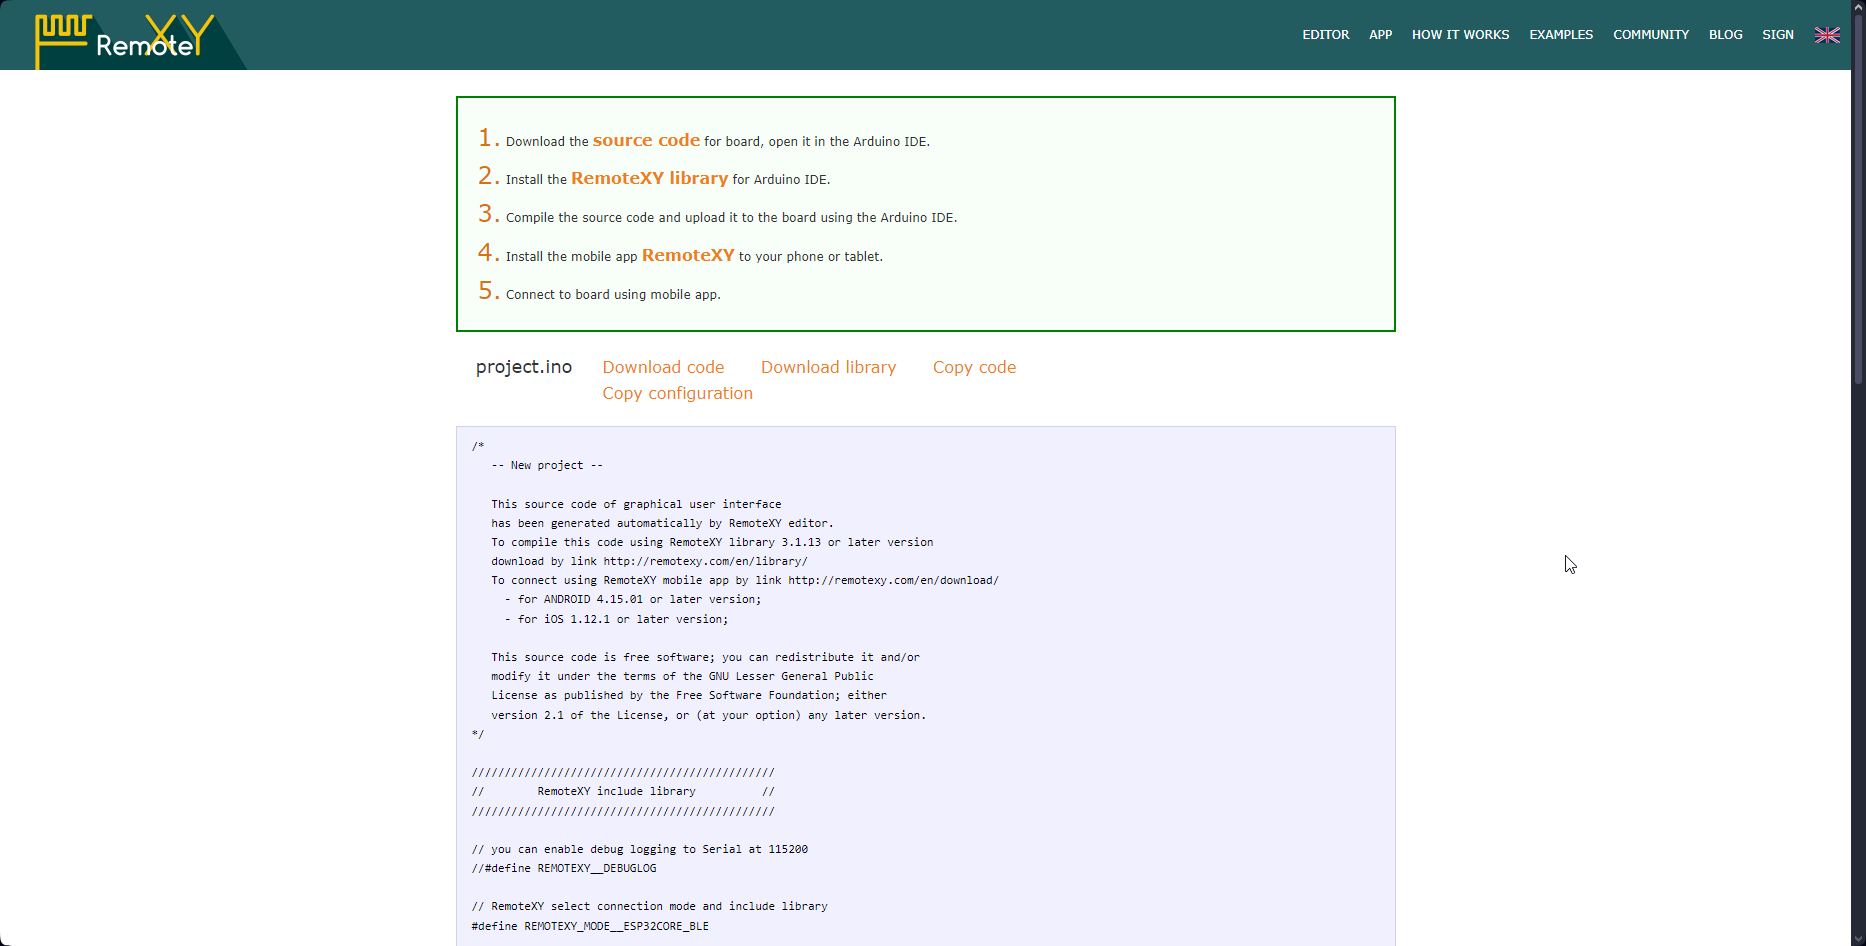 RemoteXY
EDITOR APP HOW IT WORKS EXAMPLES COMMUNITY BLOG SIGN
1. Download the source code for board, open it in the Arduino IDE.
2. Install the RemoteXY library for Arduino IDE.
3. Compile the source code and upload it to the board using the Arduino IDE.
4. Install the mobile app RemoteXY to your phone or tablet.
5. Connect to board using mobile app.
project.ino Download code Download library Copy code
Copy configuration
/*
   -- New project --
   This source code of graphical user interface
   has been generated automatically by RemoteXY editor.
   To compile this code using RemoteXY library 3.1.13 or later version
   download by link http://remotexy.com/en/library/
   To connect using RemoteXY mobile app by link http://remotexy.com/en/download/
     - for ANDROID 4.15.01 or later version;
     - for iOS 1.12.1 or later version;
   This source code is free software; you can redistribute it and/or
   modify it under the terms of the GNU Lesser General Public
   License as published by the Free Software Foundation; either
   version 2.1 of the License, or (at your option) any later version.
*/
//////////////////////////////////////////////
//        RemoteXY include library          //
//////////////////////////////////////////////
// you can enable debug logging to Serial at 115200
//#define REMOTEXY__DEBUGLOG
// RemoteXY select connection mode and include library
#define REMOTEXY_MODE__ESP32CORE_BLE